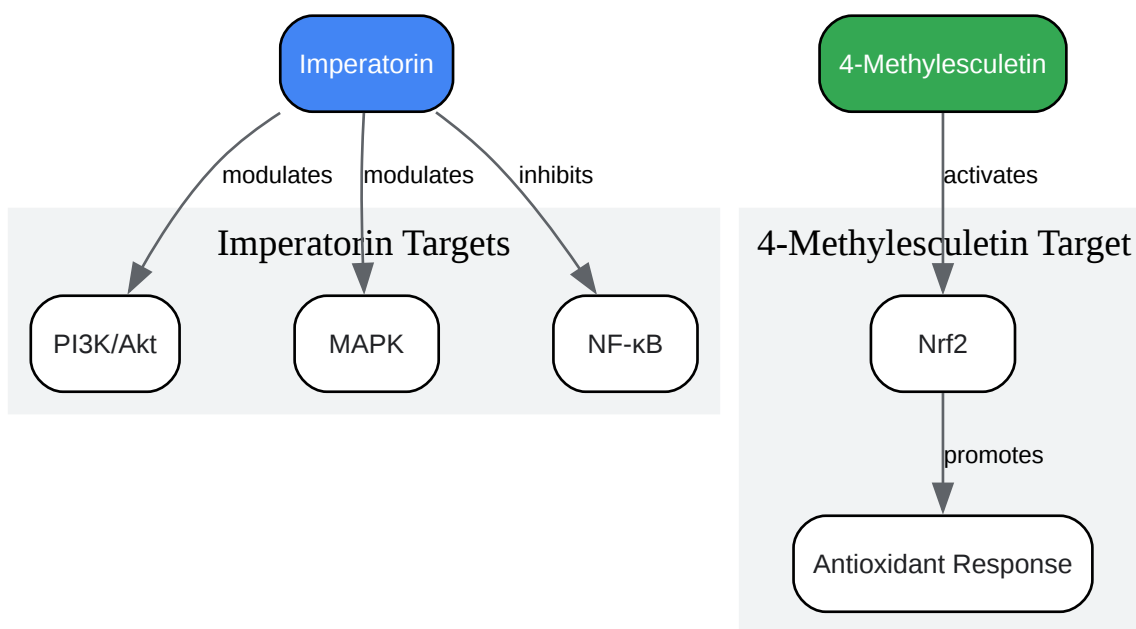 Imperatorin
4-Methylesculetin
modulates
modulates
inhibits
activates
Imperatorin Targets
4-Methylesculetin Target
PI3K/Akt
MAPK
NF-κB
Nrf2
promotes
Antioxidant Response